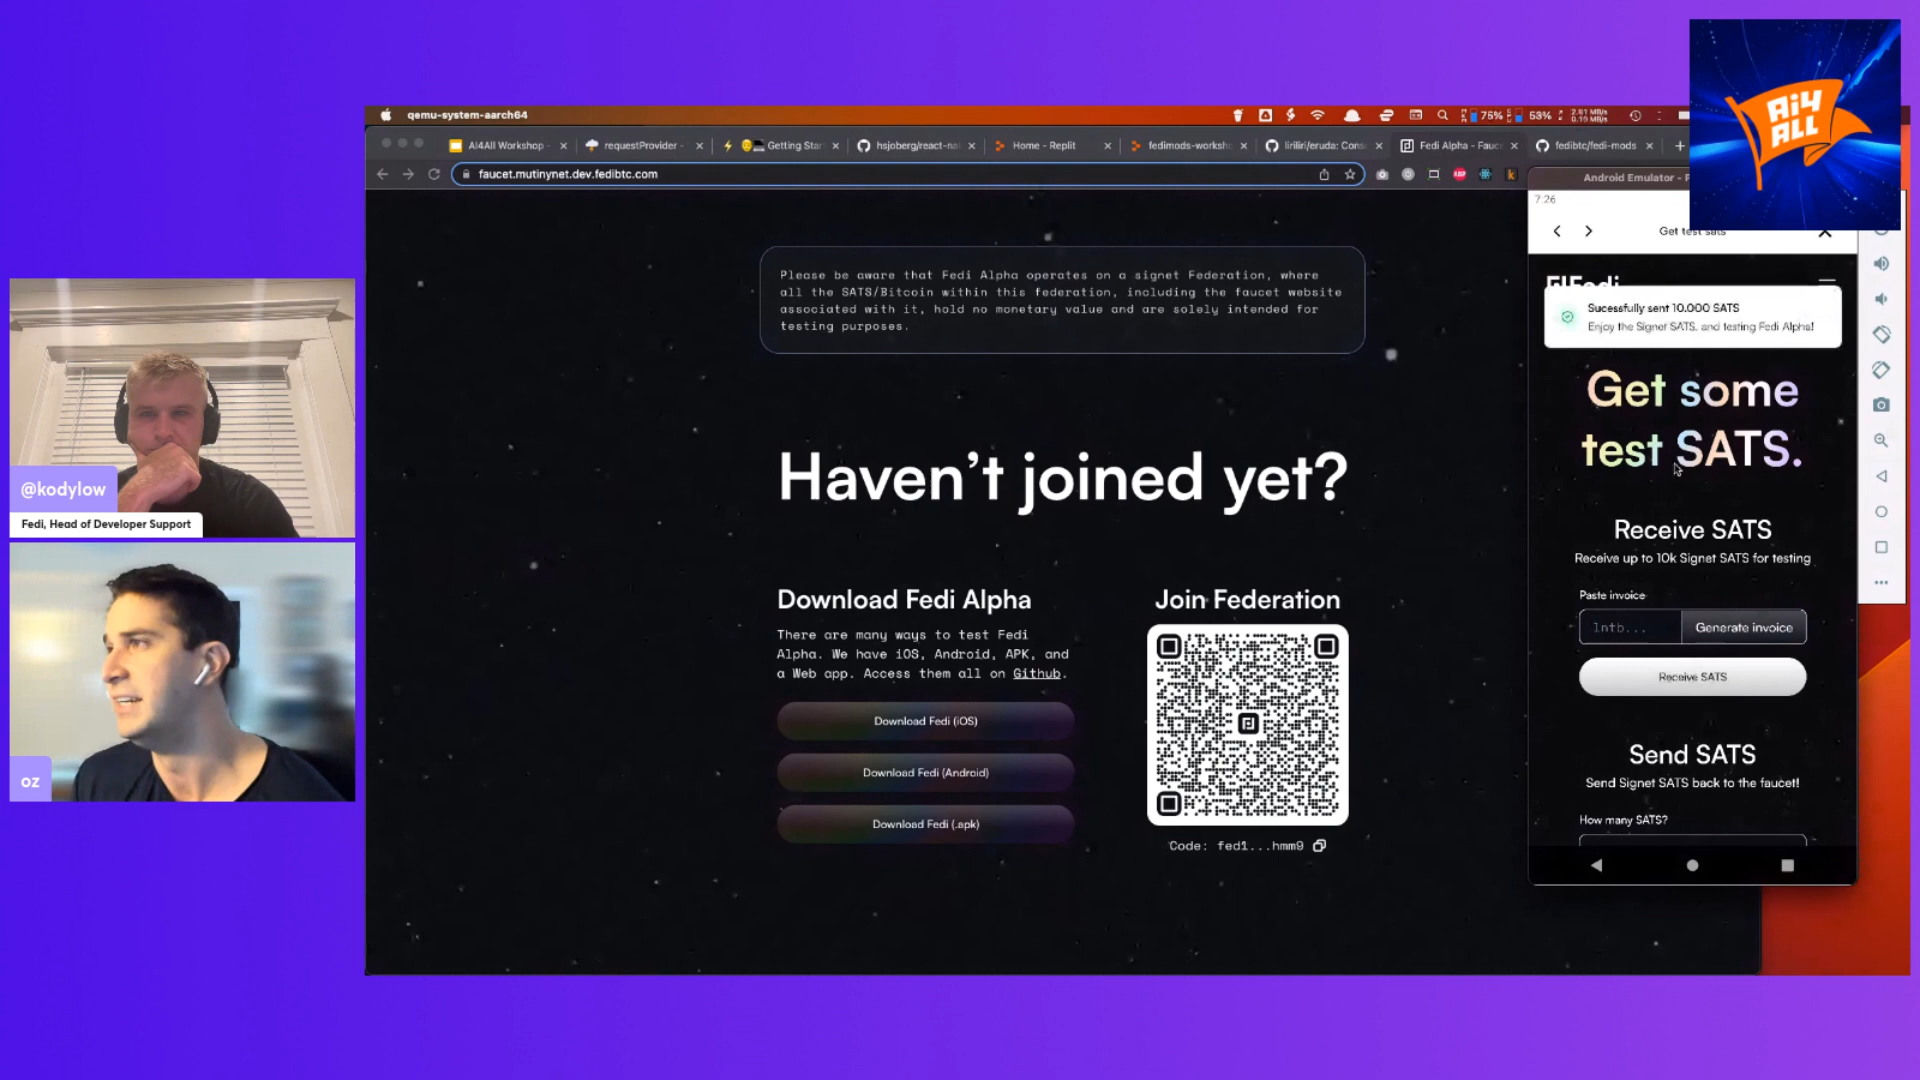 Ai4
ALL
qemu-system-aarch64
75%
53%
AI4All Workshop -
requestProvider -
Getting Star
hsjoberg/react-na
Home - Replit
fedimods-worksh
liriliri/eruda: Cons
Fedi Alpha - Fauc
fedibtc/fedi-mods
faucet.mutinynet.dev.fedibtc.com
Android Emulator - P
7:26
Get test sats
Please be aware that Fedi Alpha operates on a signet Federation, where
all the SATS/Bitcoin within this federation, including the faucet website
associated with it, hold no monetary value and are solely intended for
testing purposes.
Haven't joined yet?
Download Fedi Alpha
There are many ways to test Fedi
Alpha. We have iOS, Android, APK, and
a Web app. Access them all on Github.
Download Fedi (iOS)
Download Fedi (Android)
Download Fedi (.apk)
Join Federation
Code: fed1...hmm9
Fedi
Sucessfully sent 10.000 SATS
Enjoy the Signet SATS, and testing Fedi Alpha!
Get some
test SATS.
Receive SATS
Receive up to 10k Signet SATS for testing
Paste invoice
lntb...
Generate invoice
Receive SATS
Send SATS
Send Signet SATS back to the faucet!
How many SATS?
@kodylow
Fedi, Head of Developer Support
oz